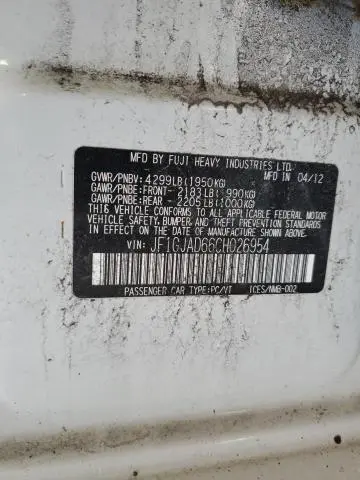 MFD BY FUJI HEAVY INDUSTRIES LTD.
GVWR/PNBV: 4299LB(1950KG) 04/12
GAWR/PNBE:FRONT- 2183LB( 990KG)
GAWR/PNBE:REAR - 2205LB(1000KG)
THIS VEHICLE CONFORMS TO ALL APPLICABLE U.S. FEDERAL MOTOR
VEHICLE SAFETY, BUMPER, AND THEFT PREVENTION STANDARDS
IN EFFECT ON THE DATE OF MANUFACTURE SHOWN ABOVE.
VIN: JF1GJAD66CH026954
PASSENGER CAR TYPE:PC/VT ICES/NMB-002